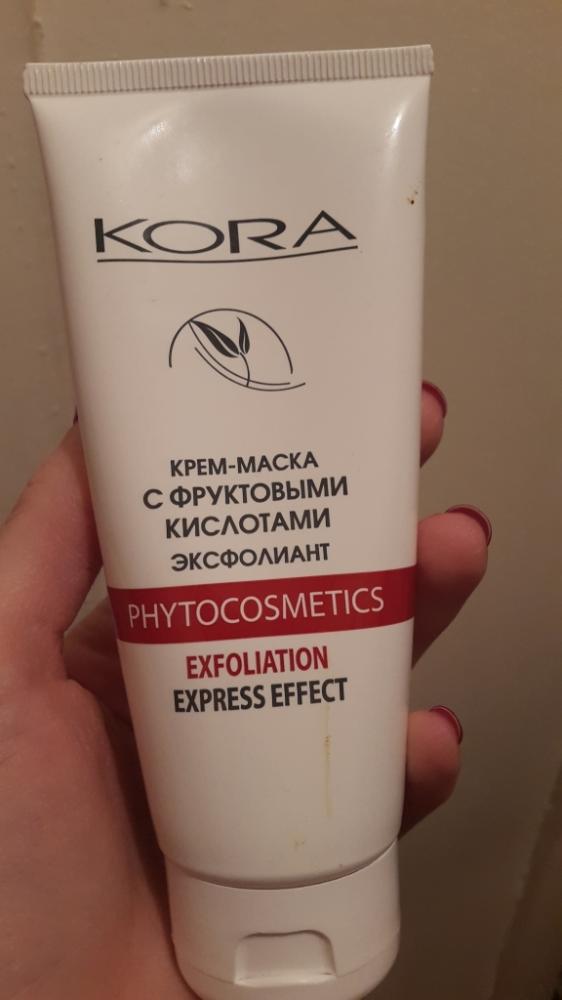 KORA
КРЕМ-МАСКА
С ФРУКТОВЫМИ
КИСЛОТАМИ
ЭКСФОЛИАНТ
PHYTOCOSMETICS
EXFOLIATION
EXPRESS EFFECT